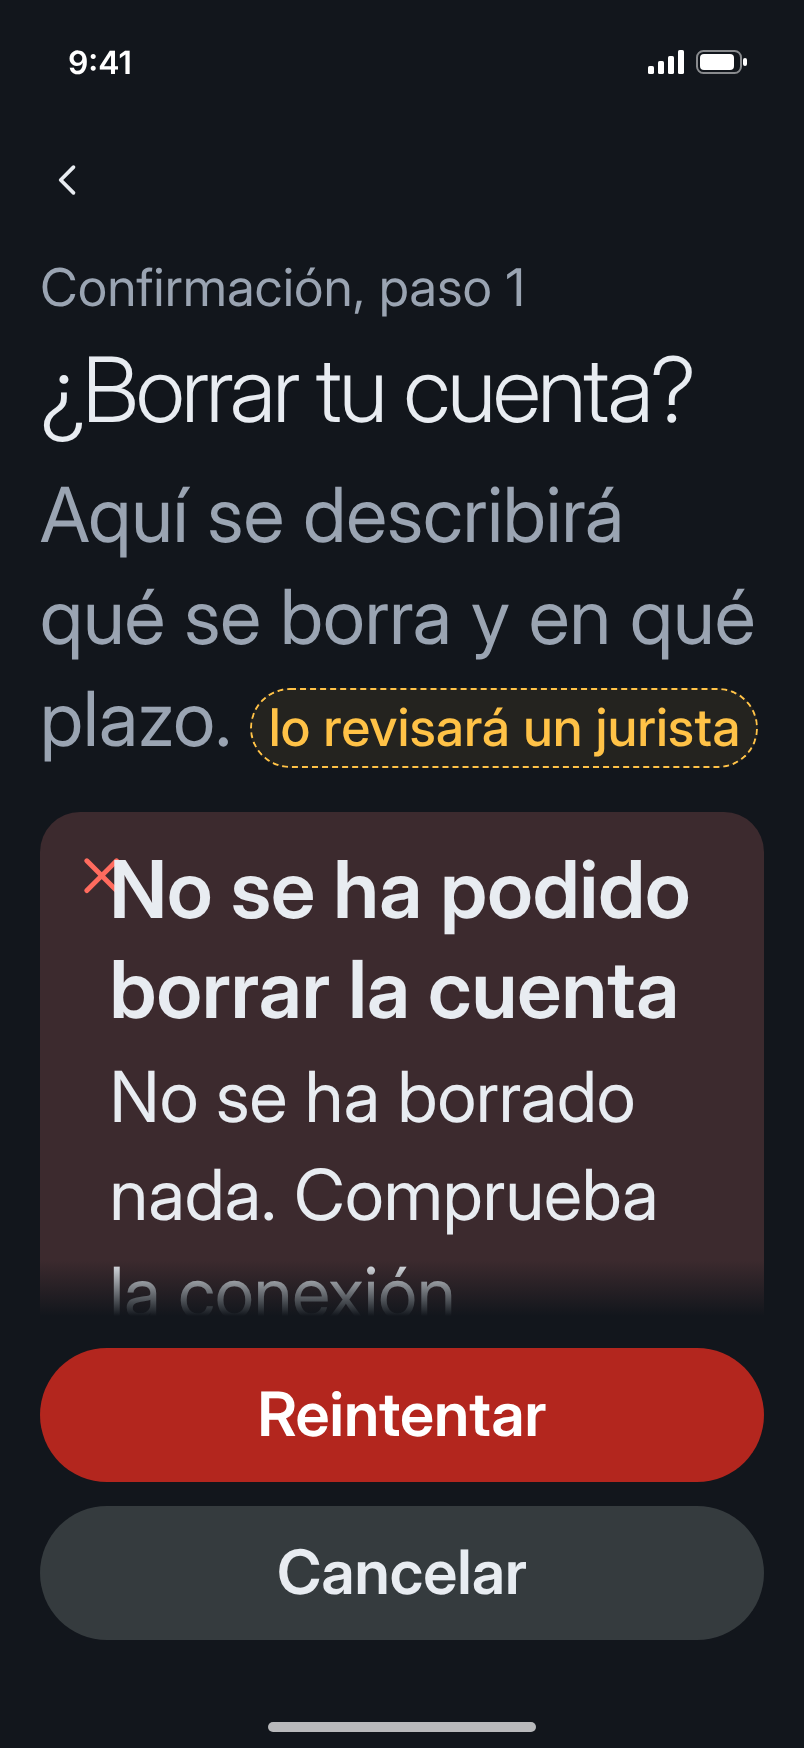 9:41
Confirmación, paso 1
¿Borrar tu cuenta?
Aquí se describirá
qué se borra y en qué
plazo. lo revisará un jurista
No se ha podido
borrar la cuenta
No se ha borrado
nada. Comprueba
la conexión
Reintentar
Cancelar